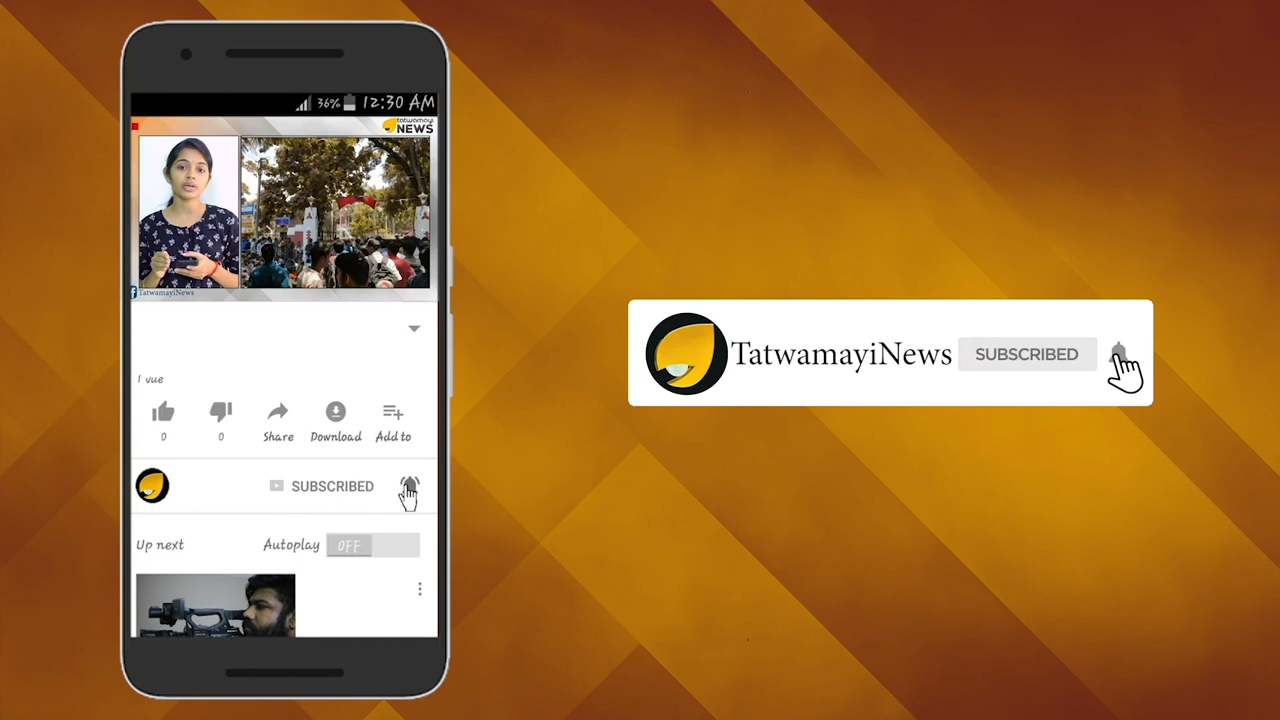 36% 12:30 AM
tatwamayi
NEWS
TatwamayiNews
1 vue
0 0 Share Download Add to
SUBSCRIBED
Up next Autoplay OFF
TatwamayiNews SUBSCRIBED